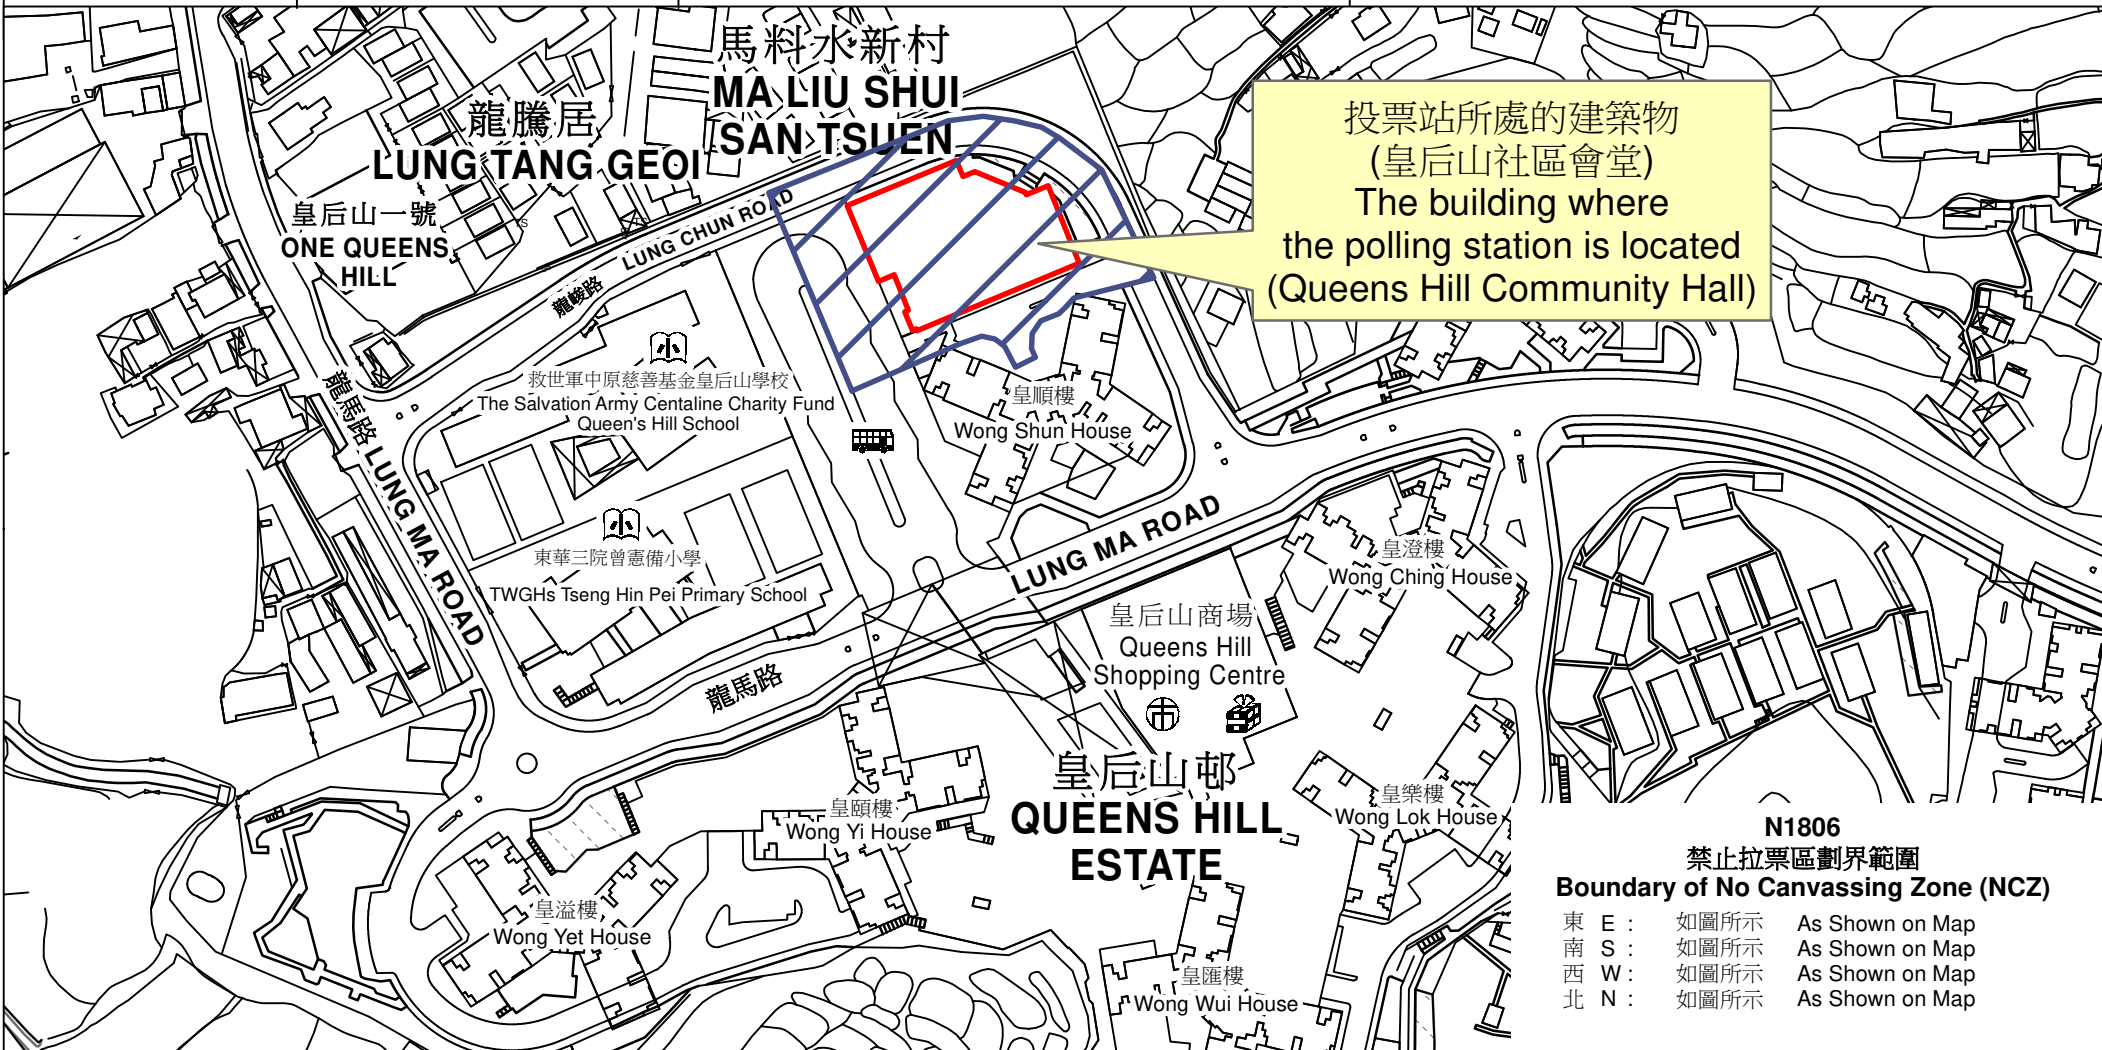 馬料水新村
MA LIU SHUI
SAN TSUEN
龍騰居
LUNG TANG GEOI
皇后山一號
ONE QUEENS
HILL
龍峻路 LUNG CHUN ROAD
投票站所處的建築物
(皇后山社區會堂)
The building where
the polling station is located
(Queens Hill Community Hall)
TS
TS
救世軍中原慈善基金皇后山學校
The Salvation Army Centaline Charity Fund
Queen's Hill School
皇順樓
Wong Shun House
龍馬路 LUNG MA ROAD
東華三院曾憲備小學
TWGHs Tseng Hin Pei Primary School
龍馬路
LUNG MA ROAD
皇澄樓
Wong Ching House
皇后山商場
Queens Hill
Shopping Centre
市
皇后山邨
QUEENS HILL
ESTATE
皇頤樓
Wong Yi House
皇樂樓
Wong Lok House
皇溢樓
Wong Yet House
皇匯樓
Wong Wui House
N1806
禁止拉票區劃界範圍
Boundary of No Canvassing Zone (NCZ)
東 E : 如圖所示 As Shown on Map
南 S : 如圖所示 As Shown on Map
西 W : 如圖所示 As Shown on Map
北 N : 如圖所示 As Shown on Map